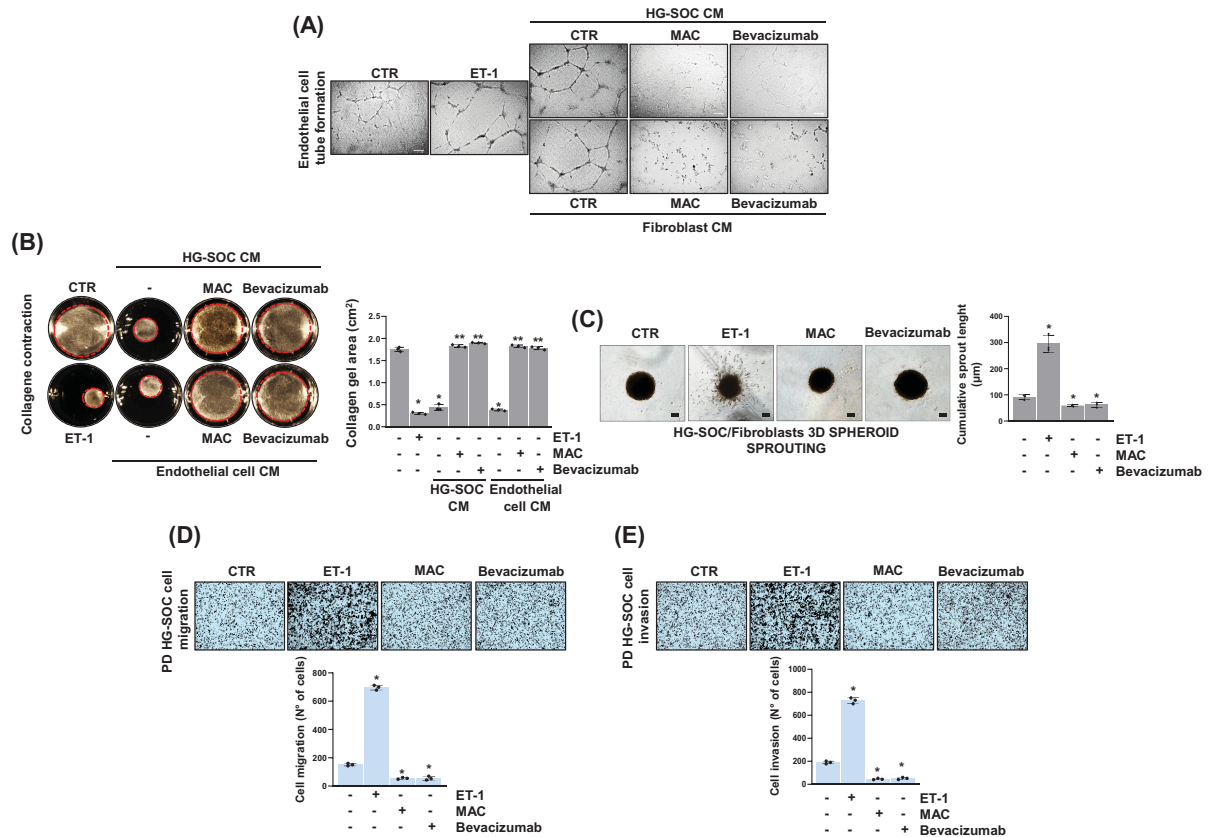 (A)
HG-SOC CM
CTR MAC Bevacizumab
CTR ET-1
Endothelial cell
tube formation
CTR MAC Bevacizumab
Fibroblast CM
(B)
HG-SOC CM
CTR - MAC Bevacizumab
Collagene contraction
ET-1 - MAC Bevacizumab
Endothelial cell CM
Collagen gel area (cm²)
2.5
2.0
1.5
1.0
0.5
0.0
* * ** ** * ** **
- + - - - - - - ET-1
- - - + - - + - MAC
- - - - + - - + Bevacizumab
HG-SOC
CM
Endothelial
cell CM
(C)
CTR ET-1 MAC Bevacizumab
HG-SOC/Fibroblasts 3D SPHEROID
SPROUTING
Cumulative sprout lenght
(µm)
400
300
200
100
0
* * *
- + - - ET-1
- - + - MAC
- - - + Bevacizumab
(D)
CTR ET-1 MAC Bevacizumab
PD HG-SOC cell
migration
Cell migration (N° of cells)
800
600
400
200
0
* * *
- + - - ET-1
- - + - MAC
- - - + Bevacizumab
(E)
CTR ET-1 MAC Bevacizumab
PD HG-SOC cell
invasion
Cell invasion (N° of cells)
1000
800
600
400
200
0
* * *
- + - - ET-1
- - + - MAC
- - - + Bevacizumab